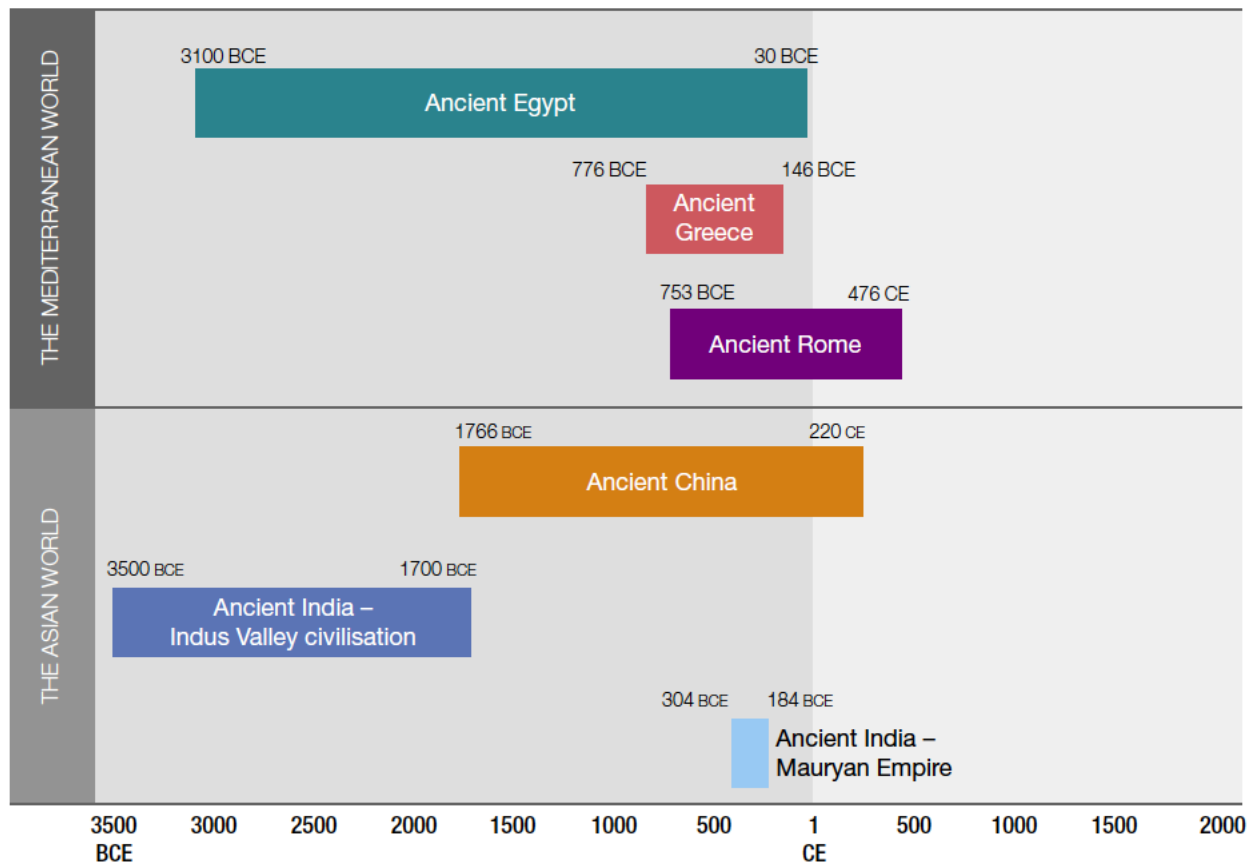 THE MEDITERRANEAN WORLD
3100 BCE
30 BCE
Ancient Egypt
776 BCE
146 BCE
Ancient
Greece
753 BCE
476 CE
Ancient Rome
THE ASIAN WORLD
1766 BCE
220 CE
Ancient China
3500 BCE
1700 BCE
Ancient India –
Indus Valley civilisation
304 BCE
184 BCE
Ancient India –
Mauryan Empire
3500 3000 2500 2000 1500 1000 500 1 500 1000 1500 2000
BCE CE